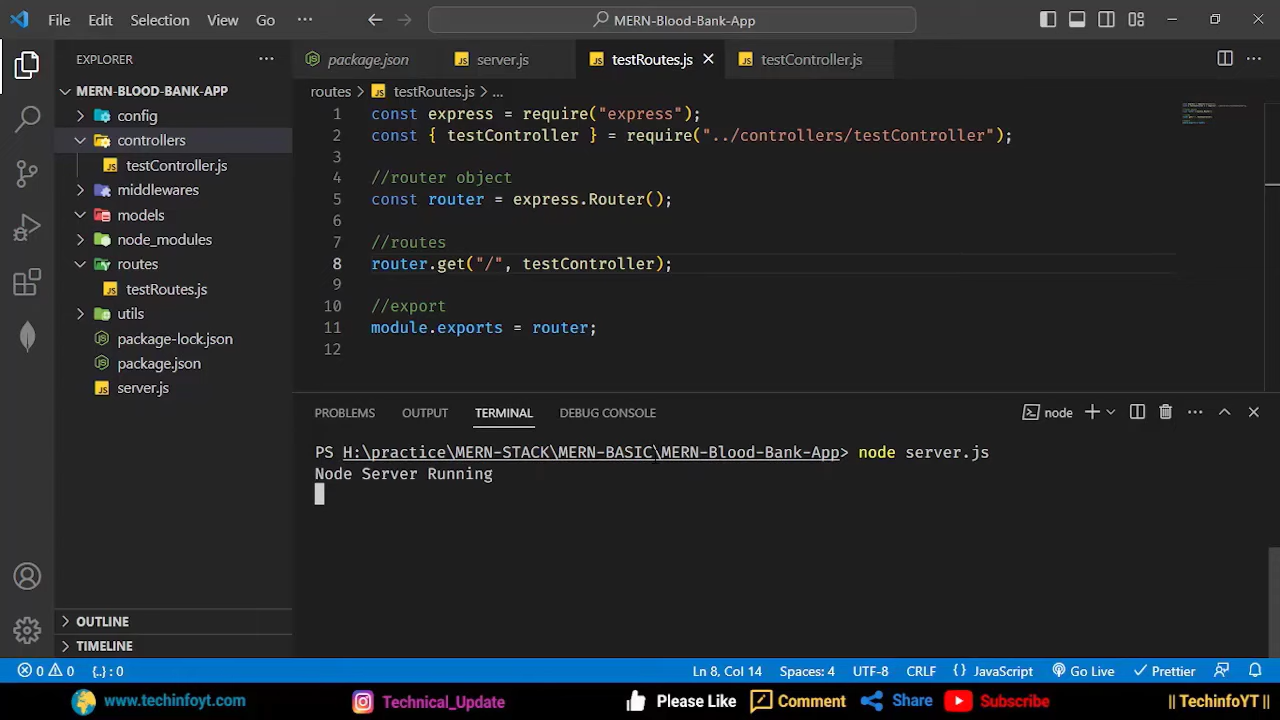 File Edit Selection View Go ··· MERN-Blood-Bank-App
EXPLORER
package.json server.js testRoutes.js testController.js
MERN-BLOOD-BANK-APP
config
controllers
testController.js
middlewares
models
node_modules
routes
testRoutes.js
utils
package-lock.json
package.json
server.js
OUTLINE
TIMELINE
routes > testRoutes.js > ...
1 const express = require("express");
2 const { testController } = require("../controllers/testController");
3
4 //router object
5 const router = express.Router();
6
7 //routes
8 router.get("/", testController);
9
10 //export
11 module.exports = router;
12
PROBLEMS OUTPUT TERMINAL DEBUG CONSOLE node
PS H:\practice\MERN-STACK\MERN-BASIC\MERN-Blood-Bank-App> node server.js
Node Server Running
0 0 {..} : 0 Ln 8, Col 14 Spaces: 4 UTF-8 CRLF {} JavaScript Go Live Prettier
www.techinfoyt.com Technical_Update Please Like Comment Share Subscribe || TechinfoYT ||